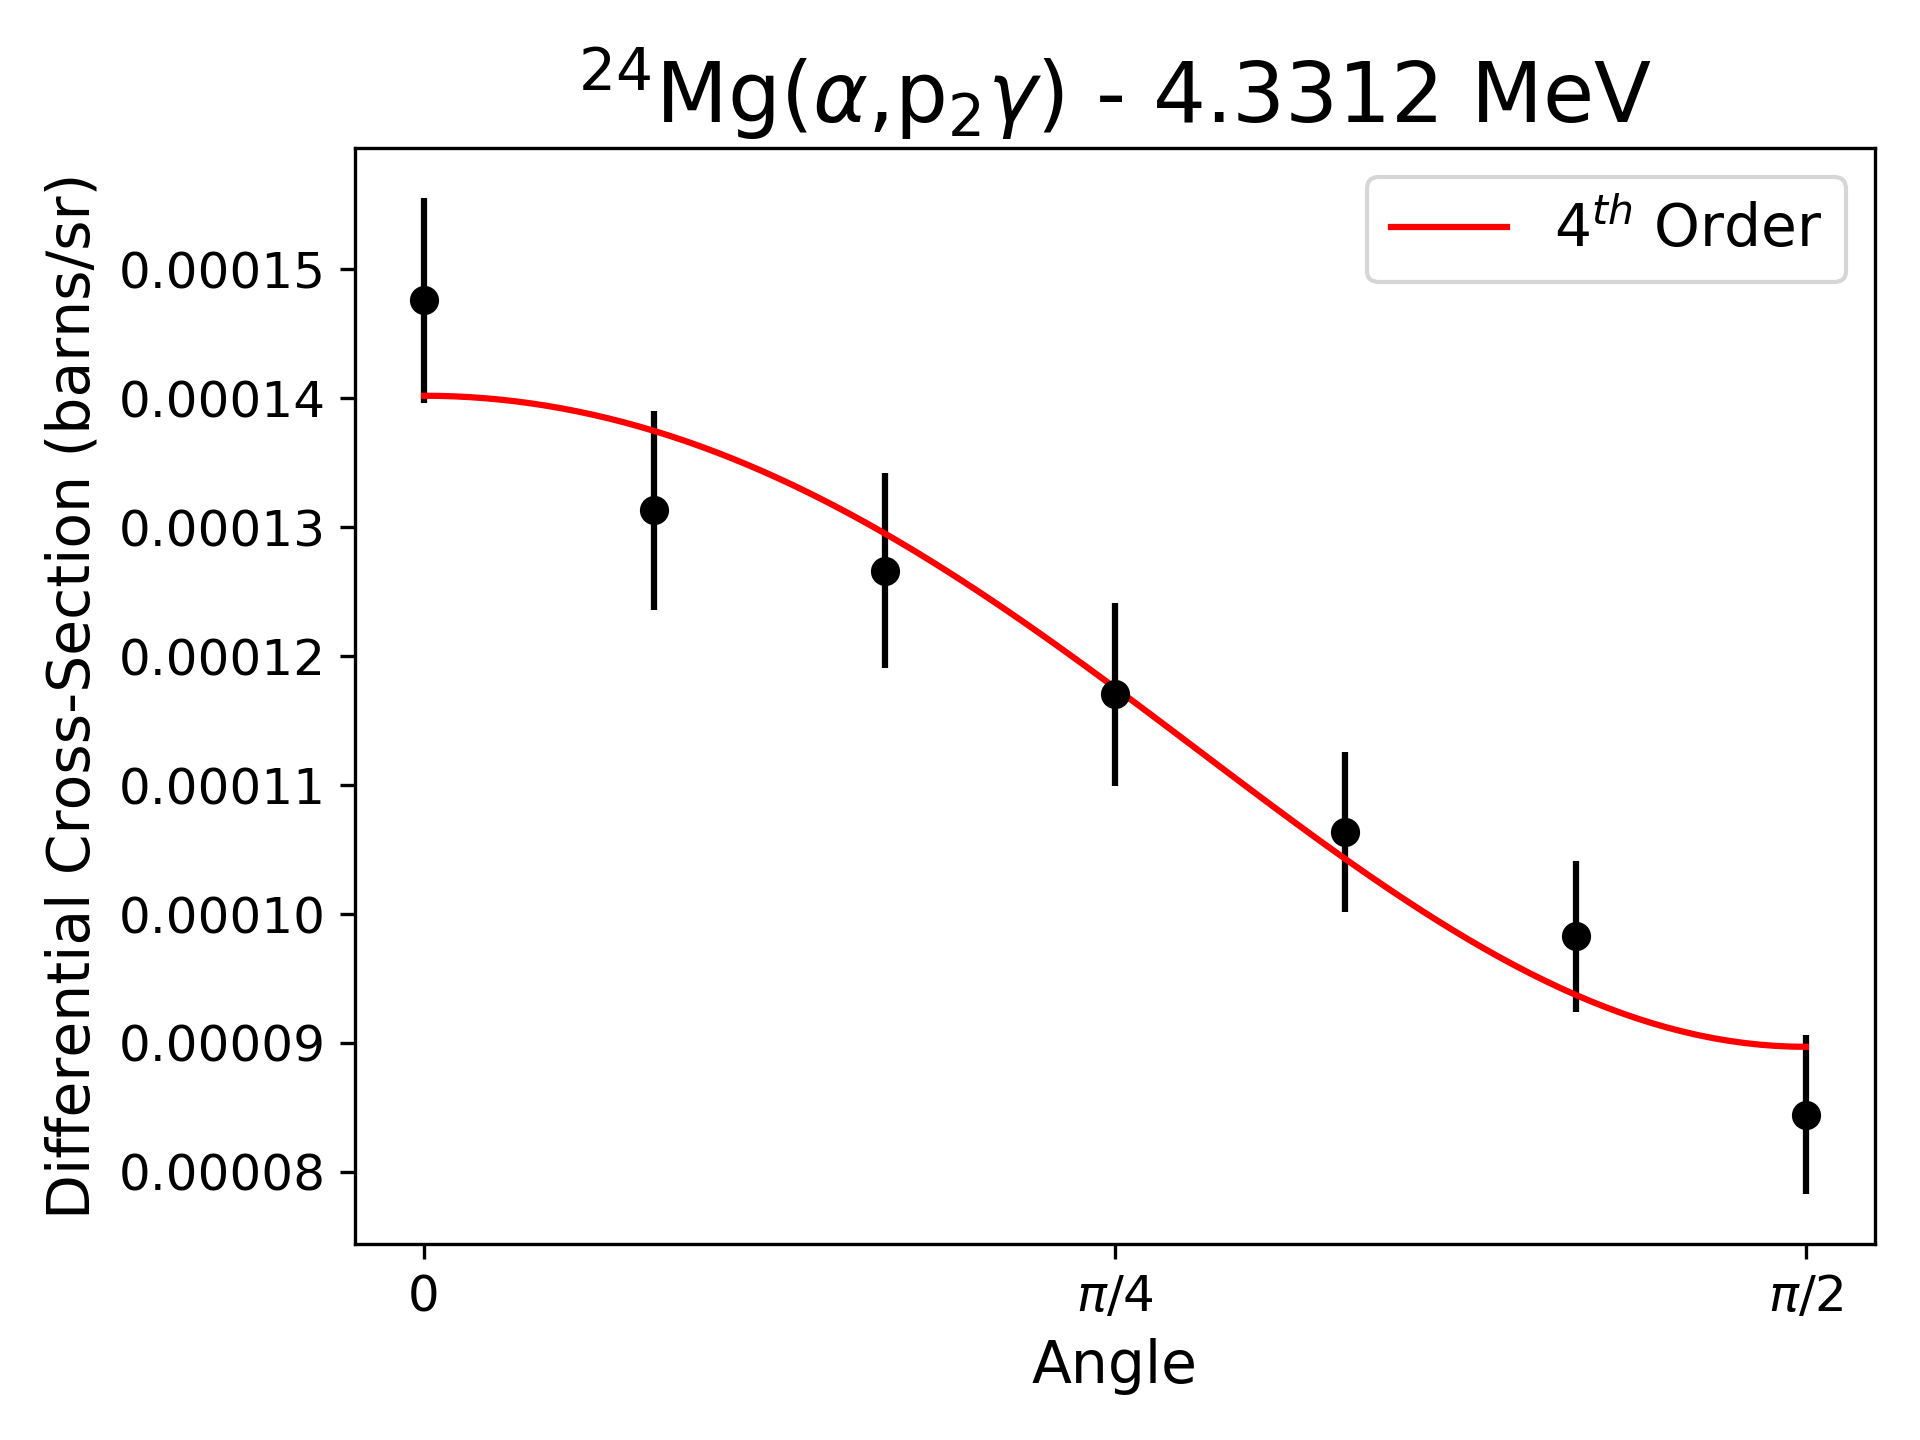 ²⁴Mg(α,p₂γ) - 4.3312 MeV
4ᵗʰ Order
Differential Cross-Section (barns/sr)
0.00015
0.00014
0.00013
0.00012
0.00011
0.00010
0.00009
0.00008
0 π/4 π/2
Angle